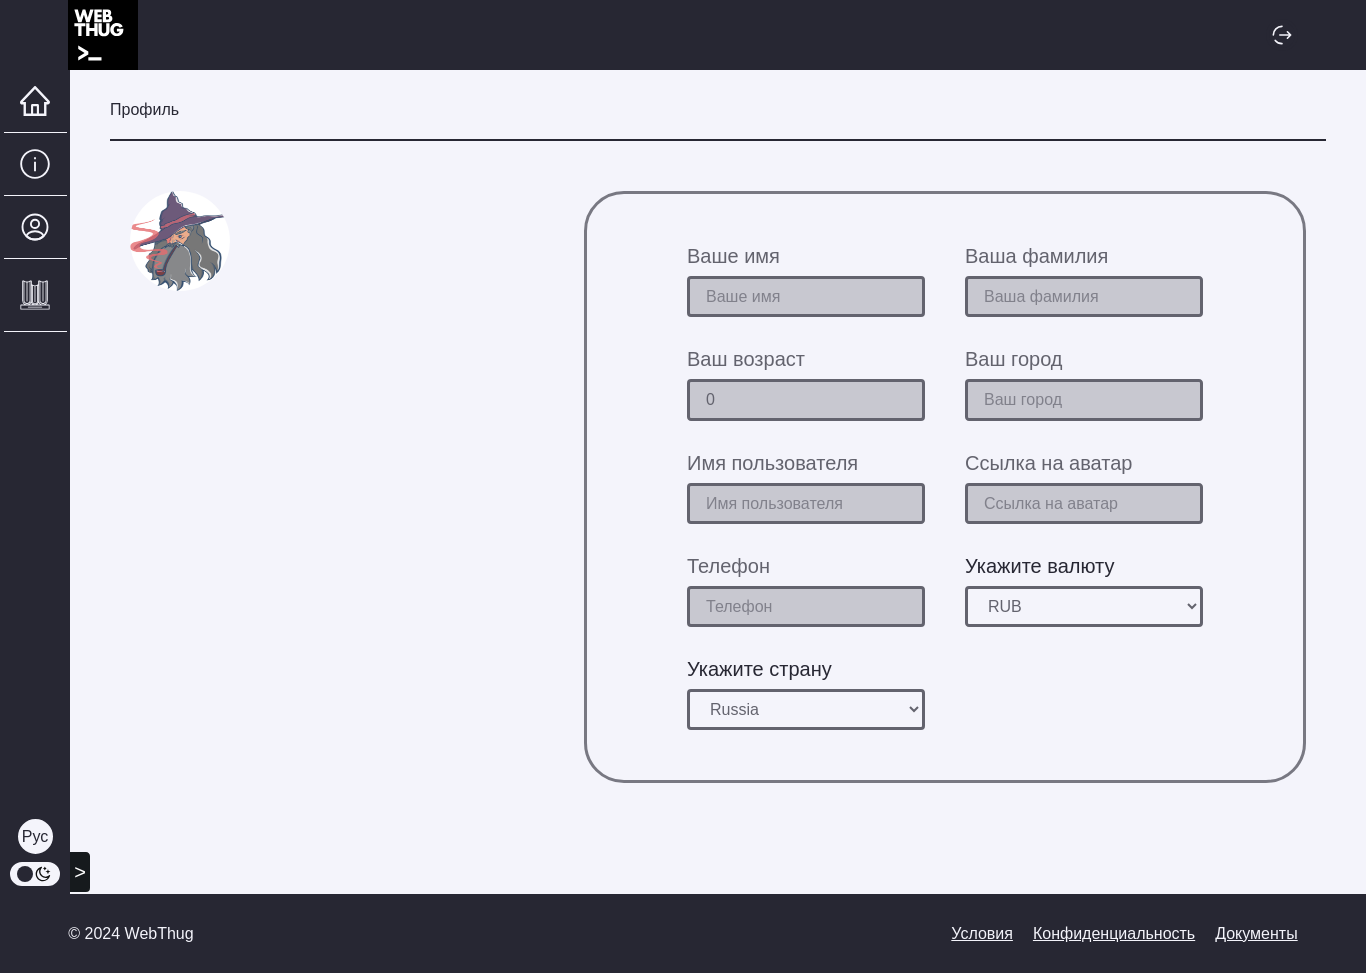 WEB
THUG
>_
Профиль
Ваше имя
Ваша фамилия
Ваше имя
Ваша фамилия
Ваш возраст
Ваш город
0
Ваш город
Имя пользователя
Ссылка на аватар
Имя пользователя
Ссылка на аватар
Телефон
Укажите валюту
Телефон
RUB
Укажите страну
Russia
Рус
>
© 2024 WebThug
Условия
Конфиденциальность
Документы